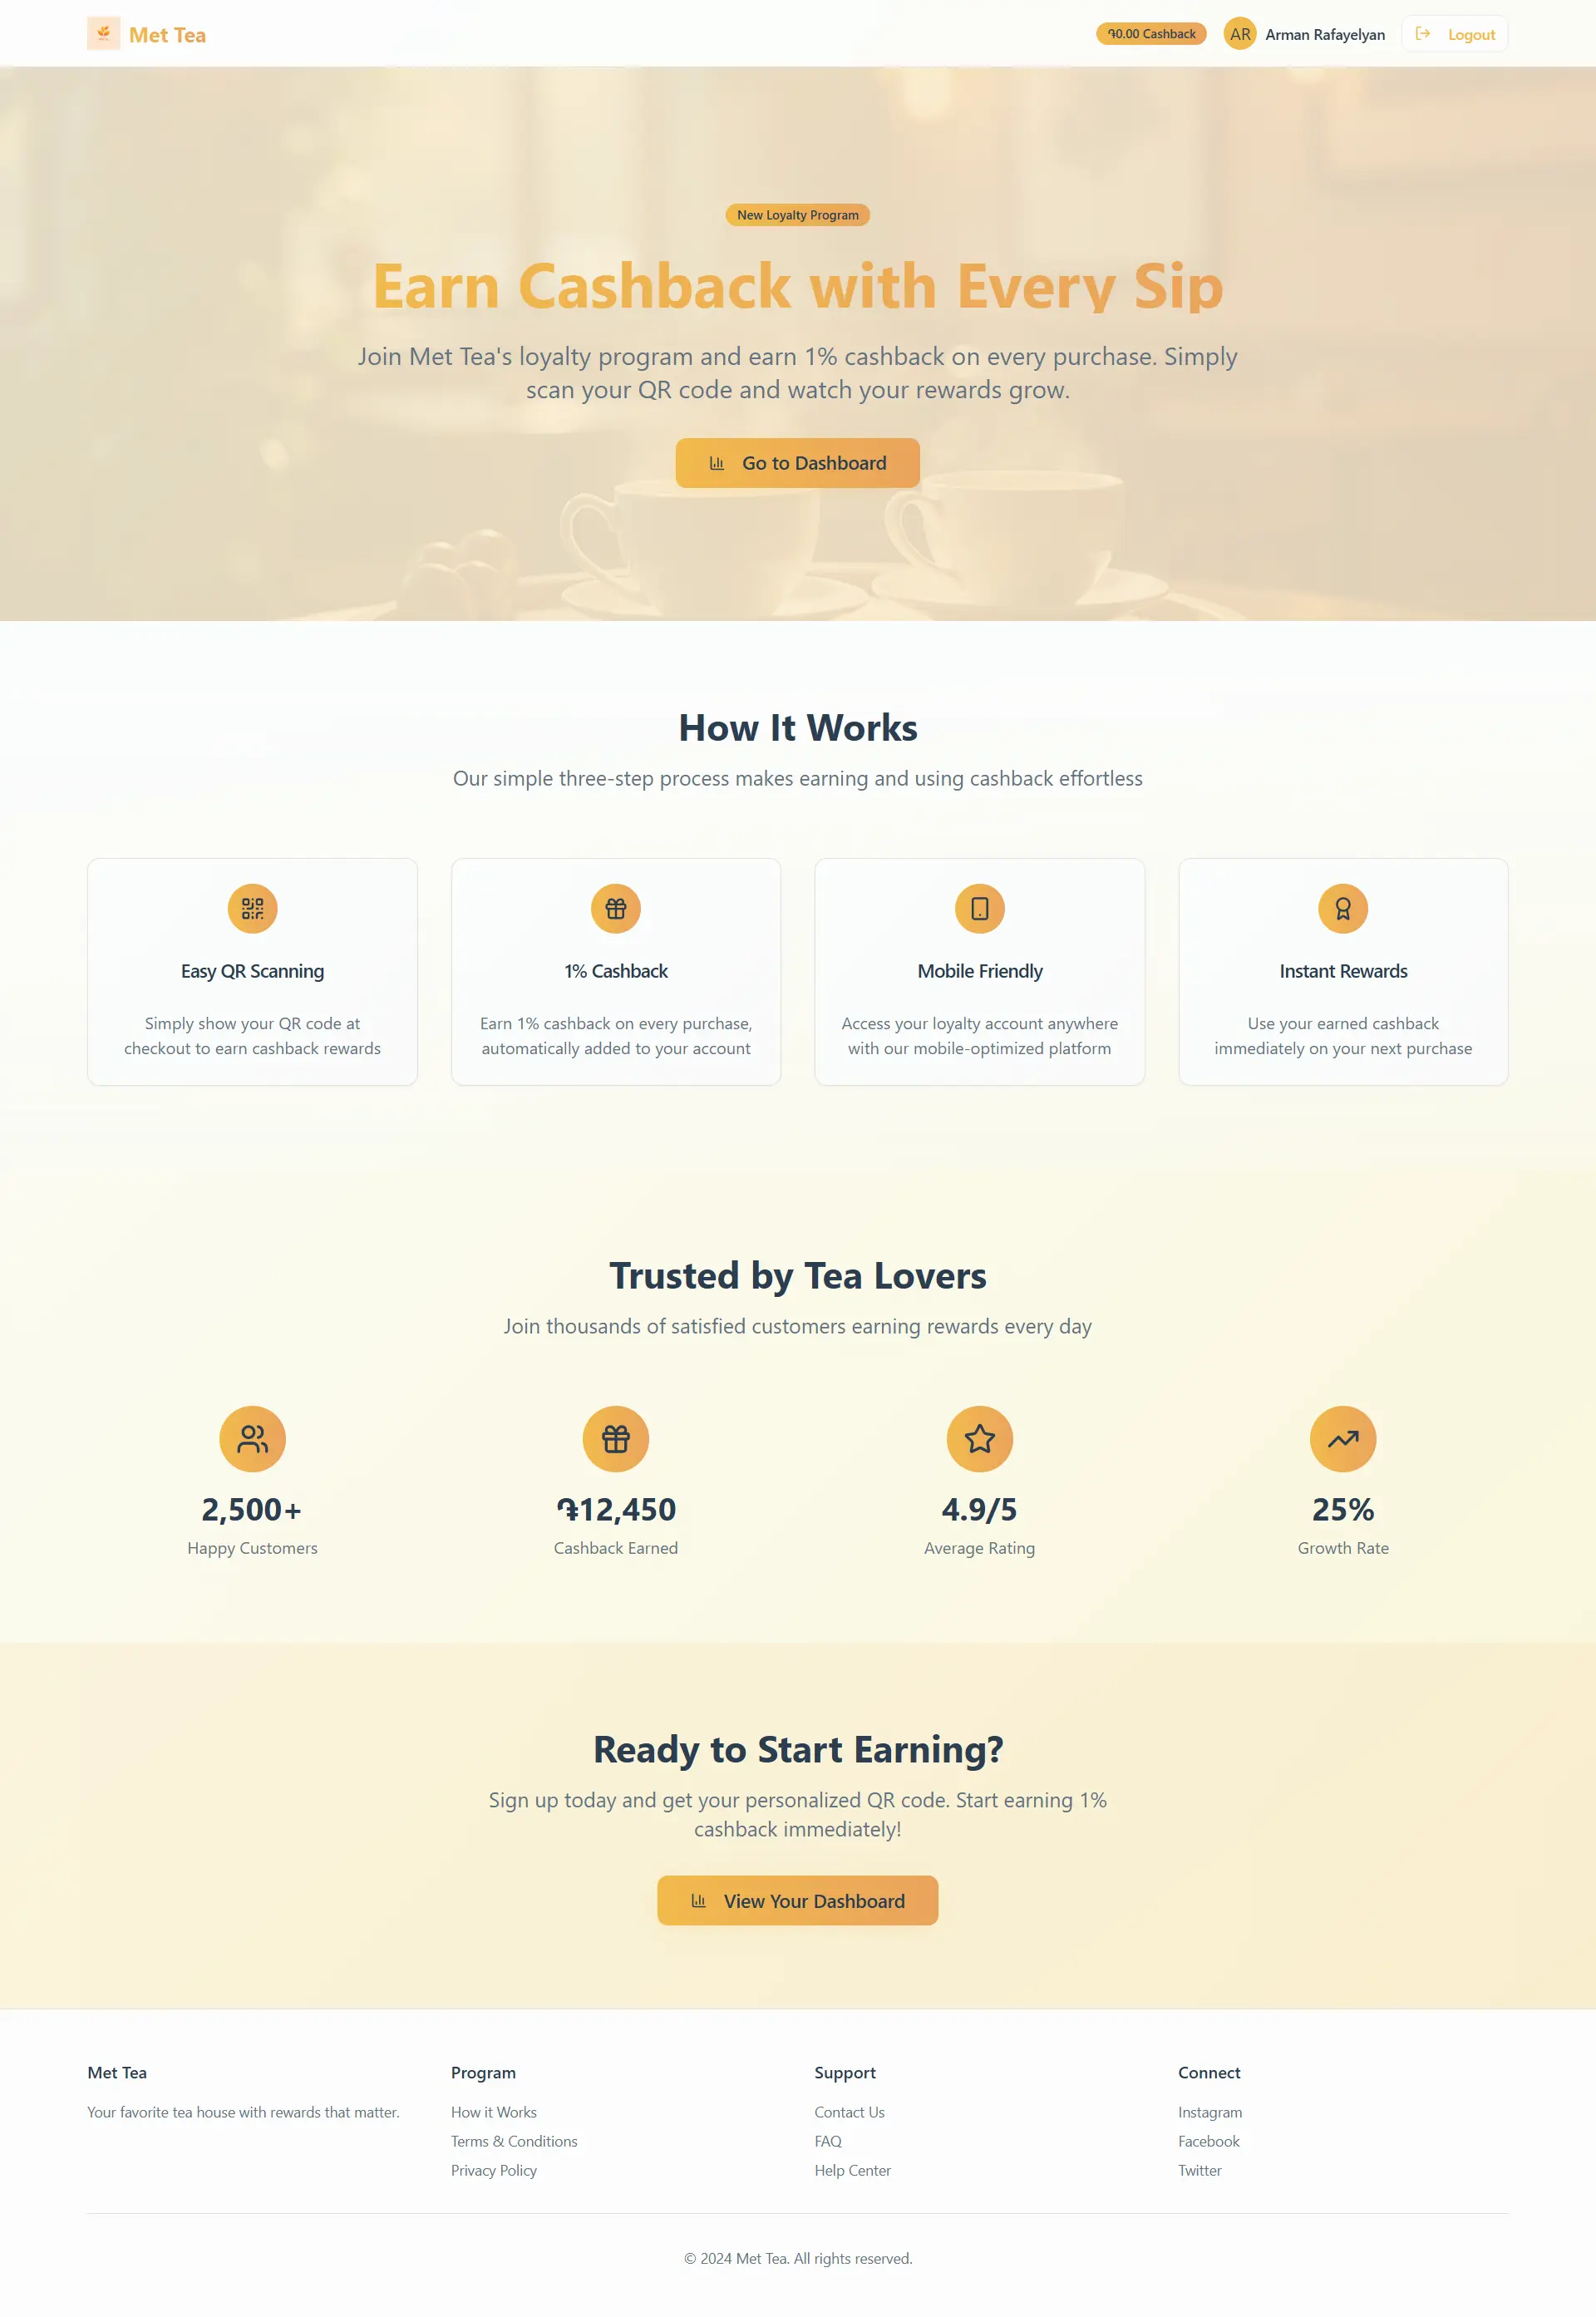 Met Tea
֏0.00 Cashback
AR
Arman Rafayelyan
Logout
New Loyalty Program
Earn Cashback with Every Sip
Join Met Tea's loyalty program and earn 1% cashback on every purchase. Simply
scan your QR code and watch your rewards grow.
Go to Dashboard
How It Works
Our simple three-step process makes earning and using cashback effortless
Easy QR Scanning
Simply show your QR code at
checkout to earn cashback rewards
1% Cashback
Earn 1% cashback on every purchase,
automatically added to your account
Mobile Friendly
Access your loyalty account anywhere
with our mobile-optimized platform
Instant Rewards
Use your earned cashback
immediately on your next purchase
Trusted by Tea Lovers
Join thousands of satisfied customers earning rewards every day
2,500+
Happy Customers
֏12,450
Cashback Earned
4.9/5
Average Rating
25%
Growth Rate
Ready to Start Earning?
Sign up today and get your personalized QR code. Start earning 1%
cashback immediately!
View Your Dashboard
Met Tea
Your favorite tea house with rewards that matter.
Program
How it Works
Terms & Conditions
Privacy Policy
Support
Contact Us
FAQ
Help Center
Connect
Instagram
Facebook
Twitter
© 2024 Met Tea. All rights reserved.